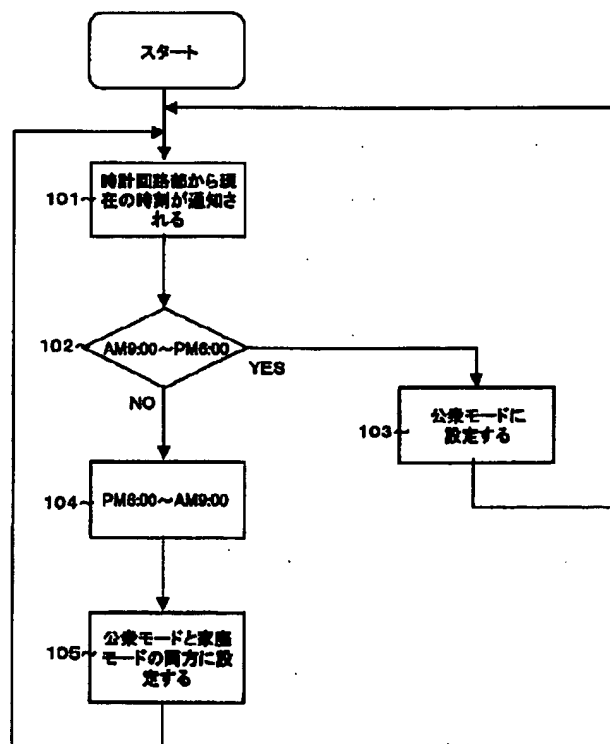 スタート
101
時計回路部から現
在の時刻が通知さ
れる
102
AM9:00～PM6:00
YES
NO
103
公衆モードに
設定する
104
PM6:00～AM9:00
105
公衆モードと家庭
モードの両方に設
定する